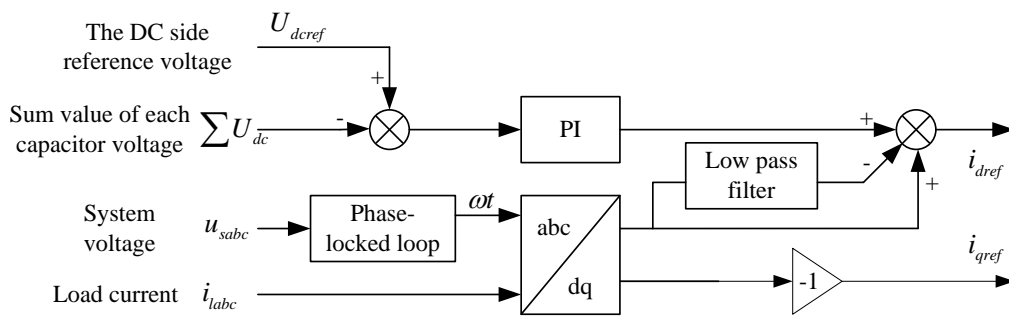 The DC side
reference voltage
U_dcref
+
Sum value of each
capacitor voltage
∑U_dc
-
PI
+
Low pass
filter
-
+
i_dref
System
voltage
u_sabc
Phase-
locked loop
ωt
abc
dq
-1
i_qref
Load current
i_labc